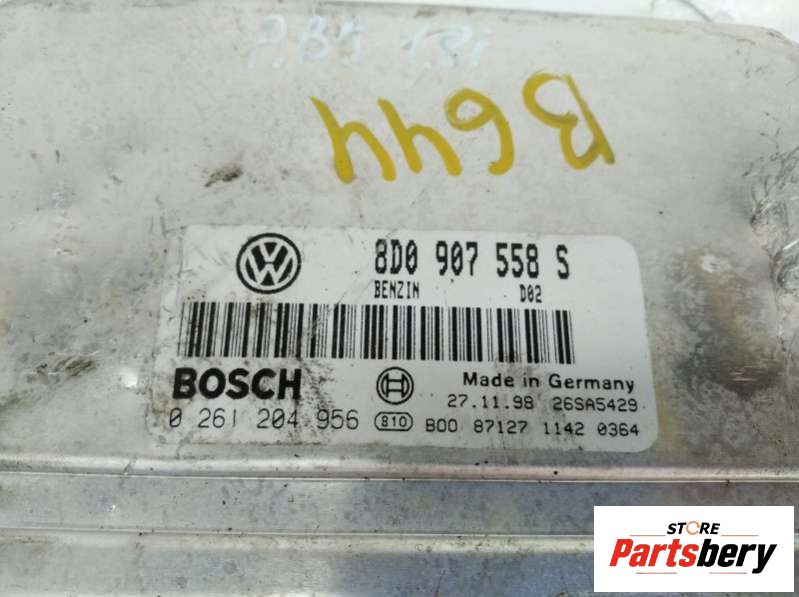 P.B5 1.8i
B644
VW
8D0 907 558 S
BENZIN D02
BOSCH
Made in Germany
27.11.98 26SA5429
0 261 204 956 810 B00 87127 1142 0364
STORE
Partsbery